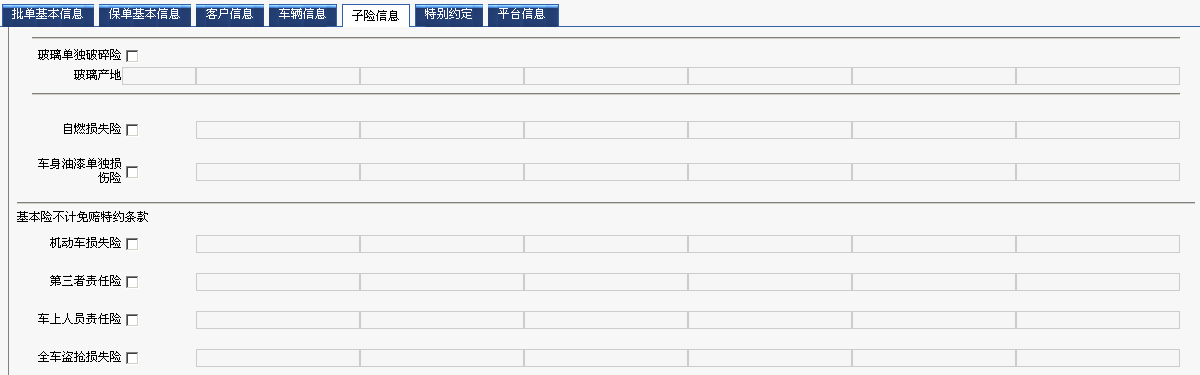 批单基本信息 保单基本信息 客户信息 车辆信息 子险信息 特别约定 平台信息
玻璃单独破碎险
玻璃产地
自燃损失险
车身油漆单独损
伤险
基本险不计免赔特约条款
机动车损失险
第三者责任险
车上人员责任险
全车盗抢损失险